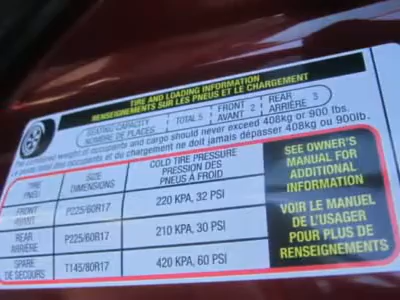 TIRE AND LOADING INFORMATION
RENSEIGNEMENTS SUR LES PNEUS ET LE CHARGEMENT
SEATING CAPACITY
NOMBRE DE PLACES
TOTAL 5
FRONT
AVANT 2
REAR
ARRIÈRE 3
The combined weight of occupants and cargo should never exceed 408kg or 900 lbs.
Le poids total des occupants et du chargement ne doit jamais dépasser 408kg ou 900lb.
TIRE
PNEU
SIZE
DIMENSIONS
COLD TIRE PRESSURE
PRESSION DES
PNEUS À FROID
FRONT
AVANT
P225/60R17
220 KPA, 32 PSI
REAR
ARRIÈRE
P225/60R17
210 KPA, 30 PSI
SPARE
DE SECOURS
T145/80R17
420 KPA, 60 PSI
SEE OWNER'S
MANUAL FOR
ADDITIONAL
INFORMATION
VOIR LE MANUEL
DE L'USAGER
POUR PLUS DE
RENSEIGNEMENTS